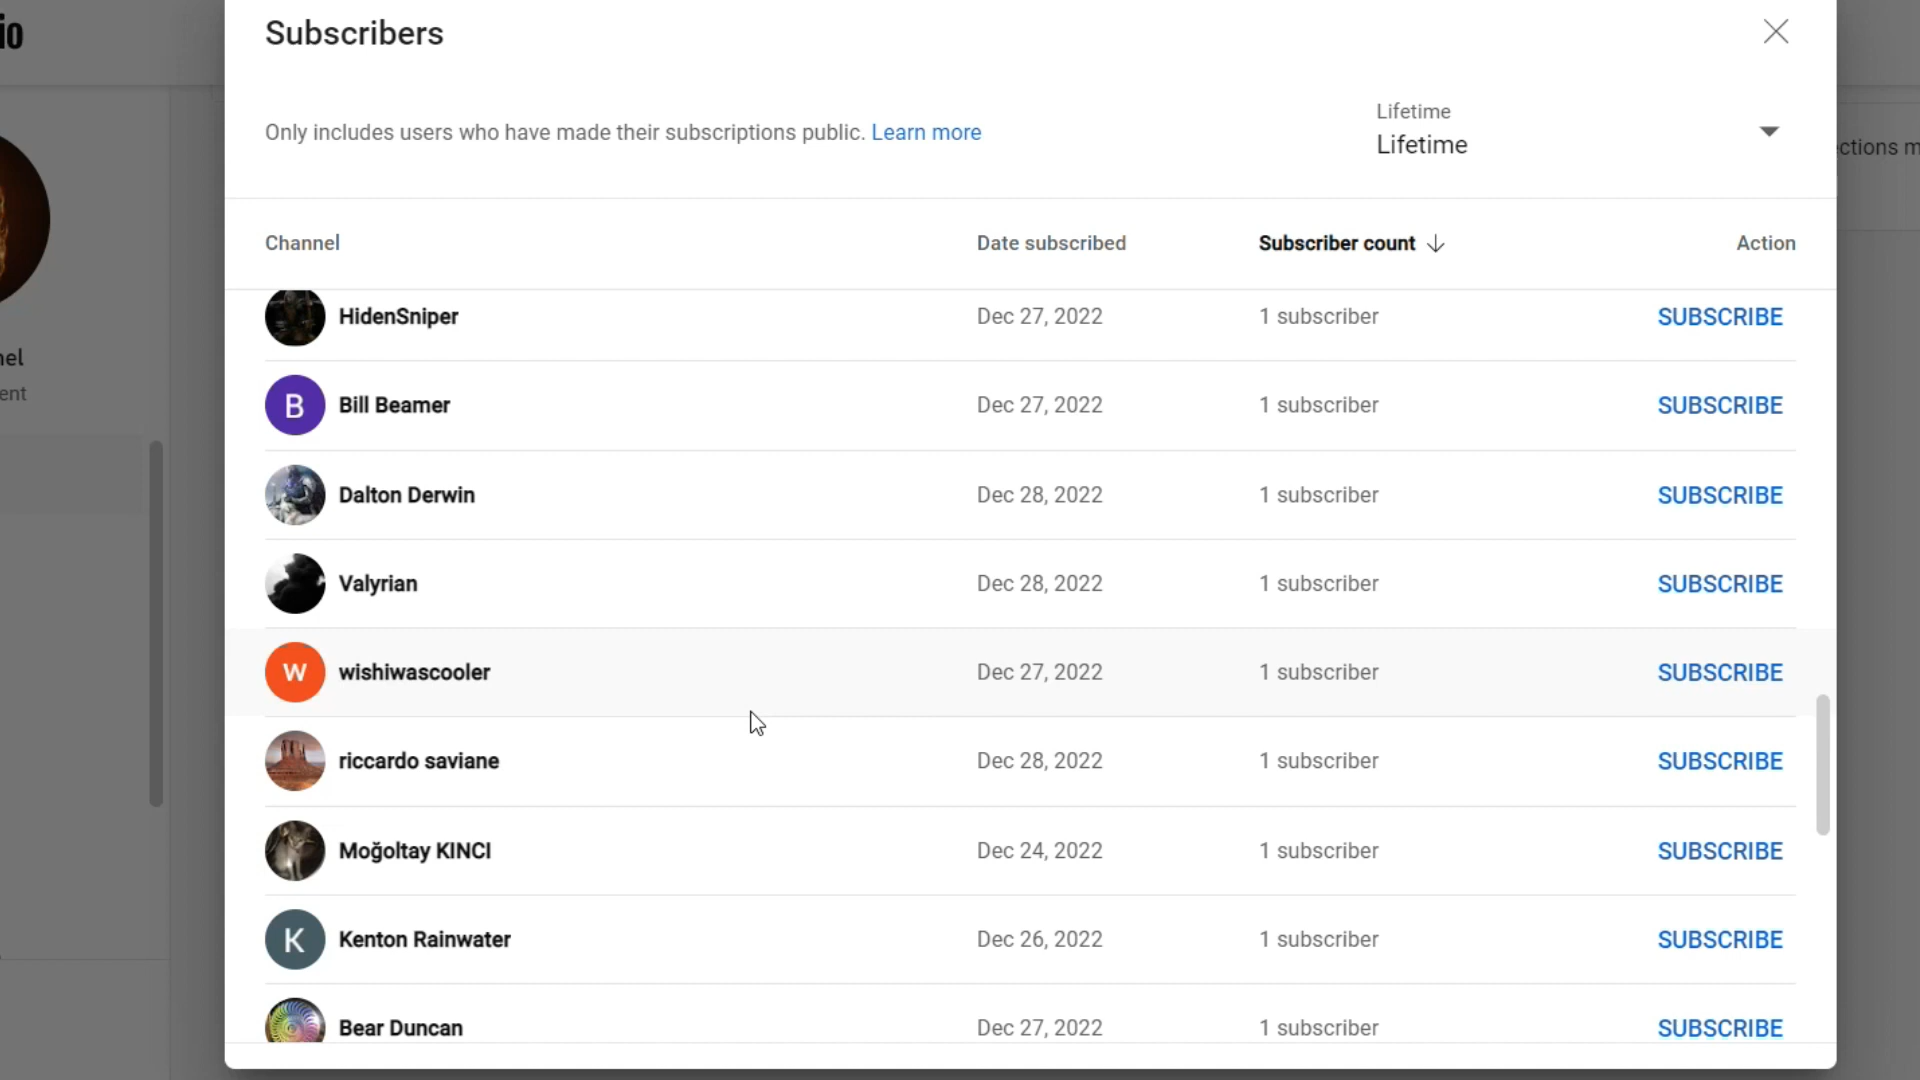 io
Subscribers
Only includes users who have made their subscriptions public. Learn more
Lifetime
Lifetime
ctions m
Channel Date subscribed Subscriber count Action
HidenSniper Dec 27, 2022 1 subscriber SUBSCRIBE
nel
ent
B Bill Beamer Dec 27, 2022 1 subscriber SUBSCRIBE
Dalton Derwin Dec 28, 2022 1 subscriber SUBSCRIBE
Valyrian Dec 28, 2022 1 subscriber SUBSCRIBE
W wishiwascooler Dec 27, 2022 1 subscriber SUBSCRIBE
riccardo saviane Dec 28, 2022 1 subscriber SUBSCRIBE
Moğoltay KINCI Dec 24, 2022 1 subscriber SUBSCRIBE
K Kenton Rainwater Dec 26, 2022 1 subscriber SUBSCRIBE
Bear Duncan Dec 27, 2022 1 subscriber SUBSCRIBE